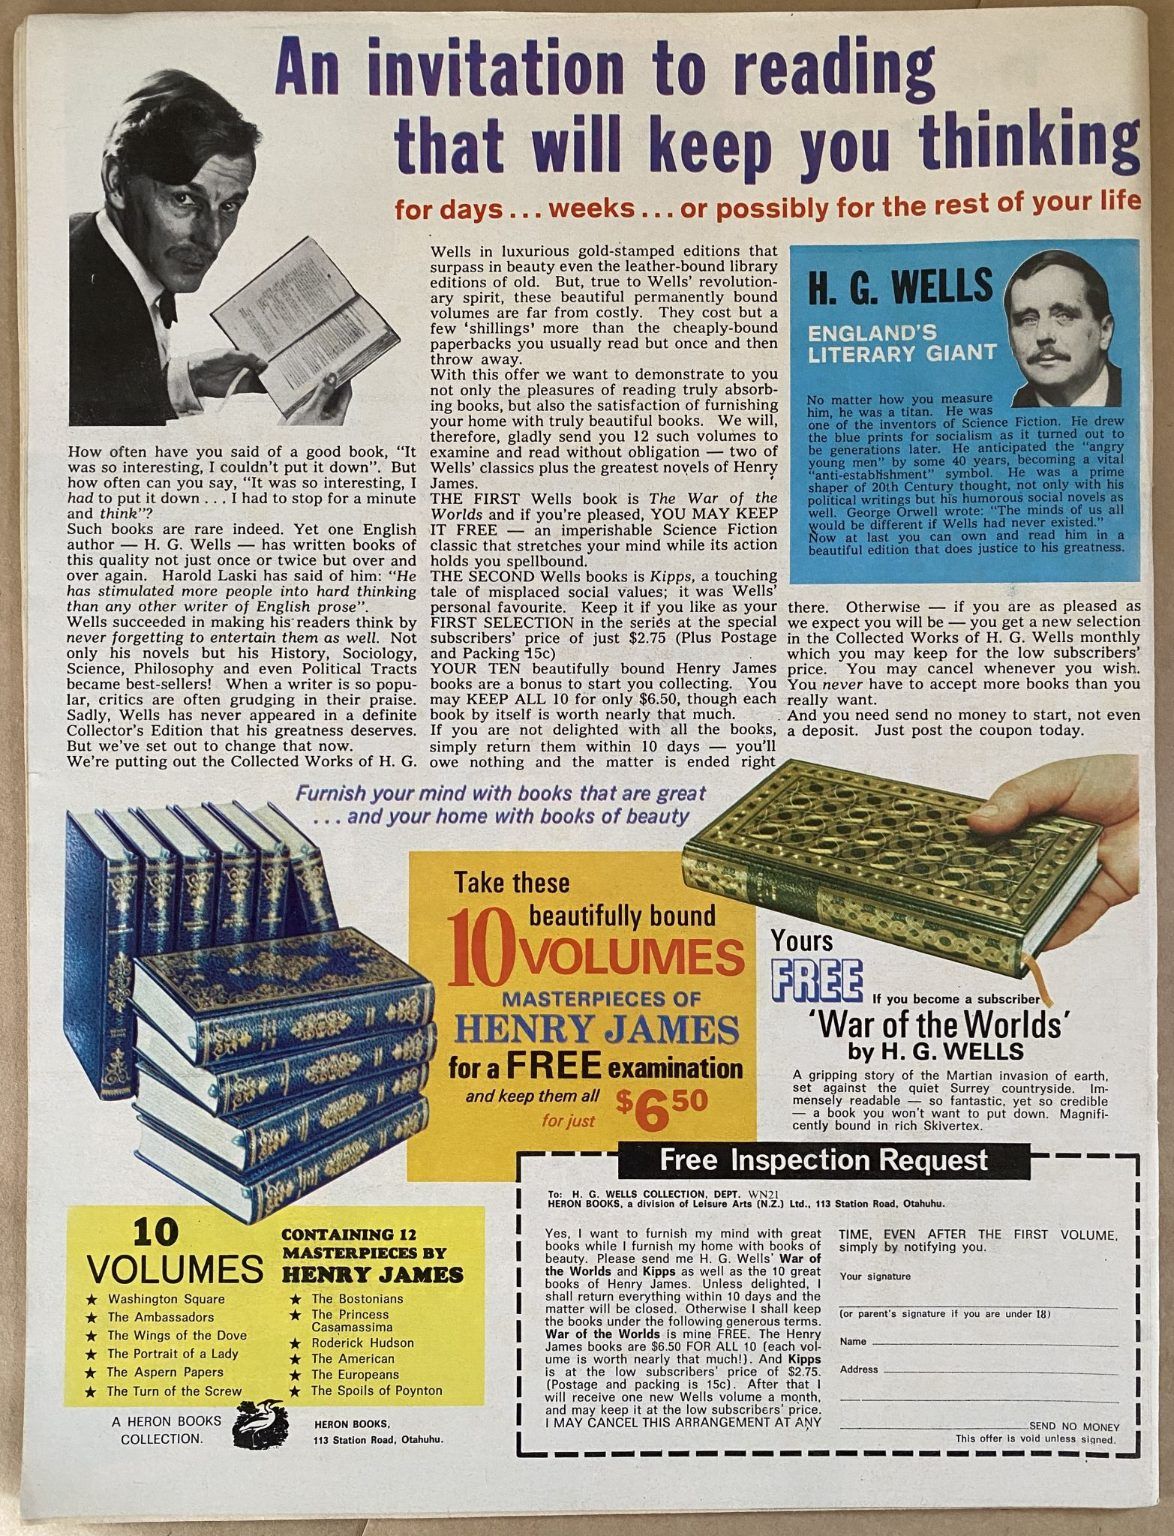 An invitation to reading
that will keep you thinking
for days . . . weeks . . . or possibly for the rest of your life
How often have you said of a good book, “It
was so interesting, I couldn’t put it down”. But
how often can you say, “It was so interesting, I
had to put it down . . . I had to stop for a minute
and think”?
Such books are rare indeed. Yet one English
author — H. G. Wells — has written books of
this quality not just once or twice but over and
over again. Harold Laski has said of him: “He
has stimulated more people into hard thinking
than any other writer of English prose”.
Wells succeeded in making his readers think by
never forgetting to entertain them as well. Not
only his novels but his History, Sociology,
Science, Philosophy and even Political Tracts
became best-sellers! When a writer is so popu-
lar, critics are often grudging in their praise.
Sadly, Wells has never appeared in a definite
Collector’s Edition that his greatness deserves.
But we’ve set out to change that now.
We’re putting out the Collected Works of H. G.
Wells in luxurious gold-stamped editions that
surpass in beauty even the leather-bound library
editions of old. But, true to Wells’ revolution-
ary spirit, these beautiful permanently bound
volumes are far from costly. They cost but a
few ‘shillings’ more than the cheaply-bound
paperbacks you usually read but once and then
throw away.
With this offer we want to demonstrate to you
not only the pleasures of reading truly absorb-
ing books, but also the satisfaction of furnishing
your home with truly beautiful books. We will,
therefore, gladly send you 12 such volumes to
examine and read without obligation — two of
Wells’ classics plus the greatest novels of Henry
James.
THE FIRST Wells book is The War of the
Worlds and if you’re pleased, YOU MAY KEEP
IT FREE — an imperishable Science Fiction
classic that stretches your mind while its action
holds you spellbound.
THE SECOND Wells books is Kipps, a touching
tale of misplaced social values; it was Wells’
personal favourite. Keep it if you like as your
FIRST SELECTION in the series at the special
subscribers’ price of just $2.75 (Plus Postage
and Packing 15c)
YOUR TEN beautifully bound Henry James
books are a bonus to start you collecting. You
may KEEP ALL 10 for only $6.50, though each
book by itself is worth nearly that much.
If you are not delighted with all the books,
simply return them within 10 days — you’ll
owe nothing and the matter is ended right
H. G. WELLS
ENGLAND’S
LITERARY GIANT
No matter how you measure
him, he was a titan. He was
one of the inventors of Science Fiction. He drew
the blue prints for socialism as it turned out to
be generations later. He anticipated the “angry
young men” by some 40 years, becoming a vital
“anti-establishment” symbol. He was a prime
shaper of 20th Century thought, not only with his
political writings but his humorous social novels as
well. George Orwell wrote: “The minds of us all
would be different if Wells had never existed.”
Now at last you can own and read him in a
beautiful edition that does justice to his greatness.
there. Otherwise — if you are as pleased as
we expect you will be — you get a new selection
in the Collected Works of H. G. Wells monthly
which you may keep for the low subscribers’
price. You may cancel whenever you wish.
You never have to accept more books than you
really want.
And you need send no money to start, not even
a deposit. Just post the coupon today.
Furnish your mind with books that are great
. . . and your home with books of beauty
Take these
10 beautifully bound
VOLUMES
MASTERPIECES OF
HENRY JAMES
for a FREE examination
and keep them all
for just
$6 50
Yours
FREE
If you become a subscriber
‘War of the Worlds’
by H. G. WELLS
A gripping story of the Martian invasion of earth,
set against the quiet Surrey countryside. Im-
mensely readable — so fantastic, yet so credible
— a book you won’t want to put down. Magnifi-
cently bound in rich Skivertex.
10
VOLUMES
CONTAINING 12
MASTERPIECES BY
HENRY JAMES
★ Washington Square
★ The Ambassadors
★ The Wings of the Dove
★ The Portrait of a Lady
★ The Aspern Papers
★ The Turn of the Screw
★ The Bostonians
★ The Princess
Casamassima
★ Roderick Hudson
★ The American
★ The Europeans
★ The Spoils of Poynton
A HERON BOOKS
COLLECTION.
HERON BOOKS,
113 Station Road, Otahuhu.
Free Inspection Request
To: H. G. WELLS COLLECTION, DEPT. WN21
HERON BOOKS, a division of Leisure Arts (N.Z.) Ltd., 113 Station Road, Otahuhu.
Yes, I want to furnish my mind with great
books while I furnish my home with books of
beauty. Please send me H. G. Wells’ War of
the Worlds and Kipps as well as the 10 great
books of Henry James. Unless delighted, I
shall return everything within 10 days and the
matter will be closed. Otherwise I shall keep
the books under the following generous terms.
War of the Worlds is mine FREE. The Henry
James books are $6.50 FOR ALL 10 (each vol-
ume is worth nearly that much!). And Kipps
is at the low subscribers’ price of $2.75.
(Postage and packing is 15c). After that I
will receive one new Wells volume a month,
and may keep it at the low subscribers’ price.
I MAY CANCEL THIS ARRANGEMENT AT ANY
TIME, EVEN AFTER THE FIRST VOLUME,
simply by notifying you.
Your signature
(or parent’s signature if you are under 18)
Name
Address
SEND NO MONEY
This offer is void unless signed.